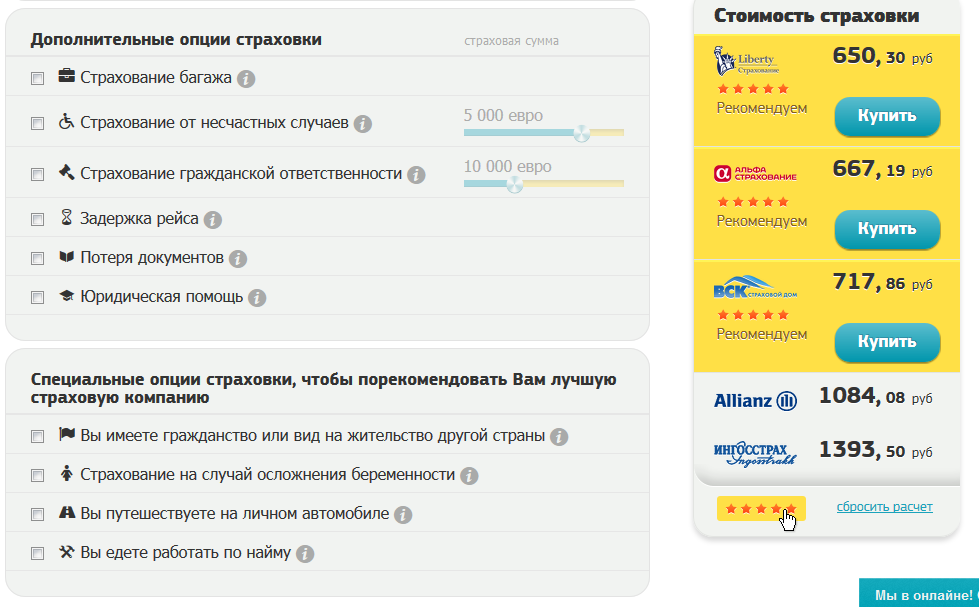 Дополнительные опции страховки
страховая сумма
Страхование багажа i
Страхование от несчастных случаев i
5 000 евро
Страхование гражданской ответственности i
10 000 евро
Задержка рейса i
Потеря документов i
Юридическая помощь i
Специальные опции страховки, чтобы порекомендовать Вам лучшую
страховую компанию
Вы имеете гражданство или вид на жительство другой страны i
Страхование на случай осложнения беременности i
Вы путешествуете на личном автомобиле i
Вы едете работать по найму i
Стоимость страховки
Liberty
Страхование
650, 30 руб
Рекомендуем
Купить
АЛЬФА
СТРАХОВАНИЕ
667, 19 руб
Рекомендуем
Купить
ВСК СТРАХОВОЙ ДОМ
717, 86 руб
Рекомендуем
Купить
Allianz
1084, 08 руб
ИНГОССТРАХ
Ingosstrakh
1393, 50 руб
сбросить расчет
Мы в онлайне!